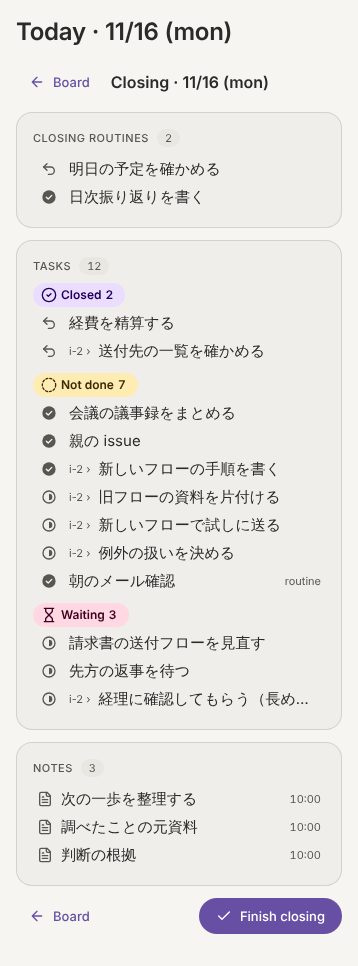 Today · 11/16 (mon)
Board
Closing · 11/16 (mon)
CLOSING ROUTINES 2
明日の予定を確かめる
日次振り返りを書く
TASKS 12
Closed 2
経費を精算する
i-2 › 送付先の一覧を確かめる
Not done 7
会議の議事録をまとめる
親の issue
i-2 › 新しいフローの手順を書く
i-2 › 旧フローの資料を片付ける
i-2 › 新しいフローで試しに送る
i-2 › 例外の扱いを決める
朝のメール確認 routine
Waiting 3
請求書の送付フローを見直す
先方の返事を待つ
i-2 › 経理に確認してもらう（長め…
NOTES 3
次の一歩を整理する 10:00
調べたことの元資料 10:00
判断の根拠 10:00
Board
Finish closing